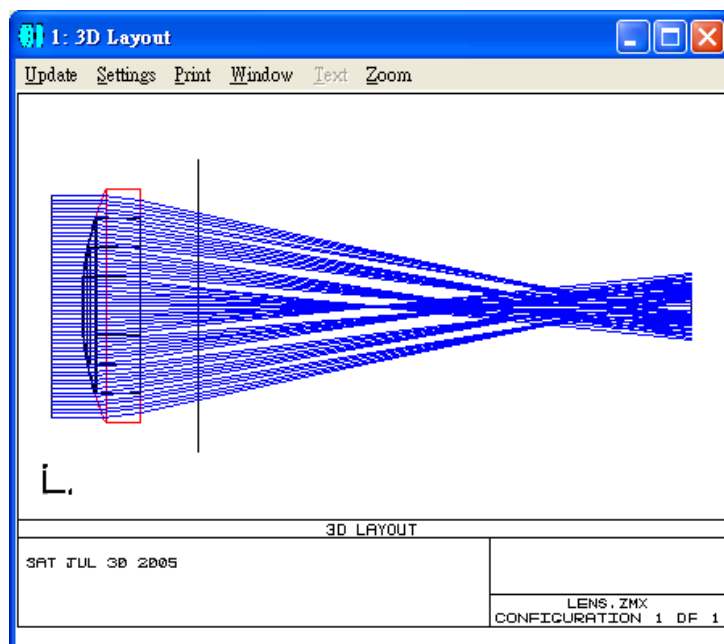 1: 3D Layout
Update Settings Print Window Text Zoom
3D LAYOUT
SAT JUL 30 2005
LENS.ZMX
CONFIGURATION 1 OF 1